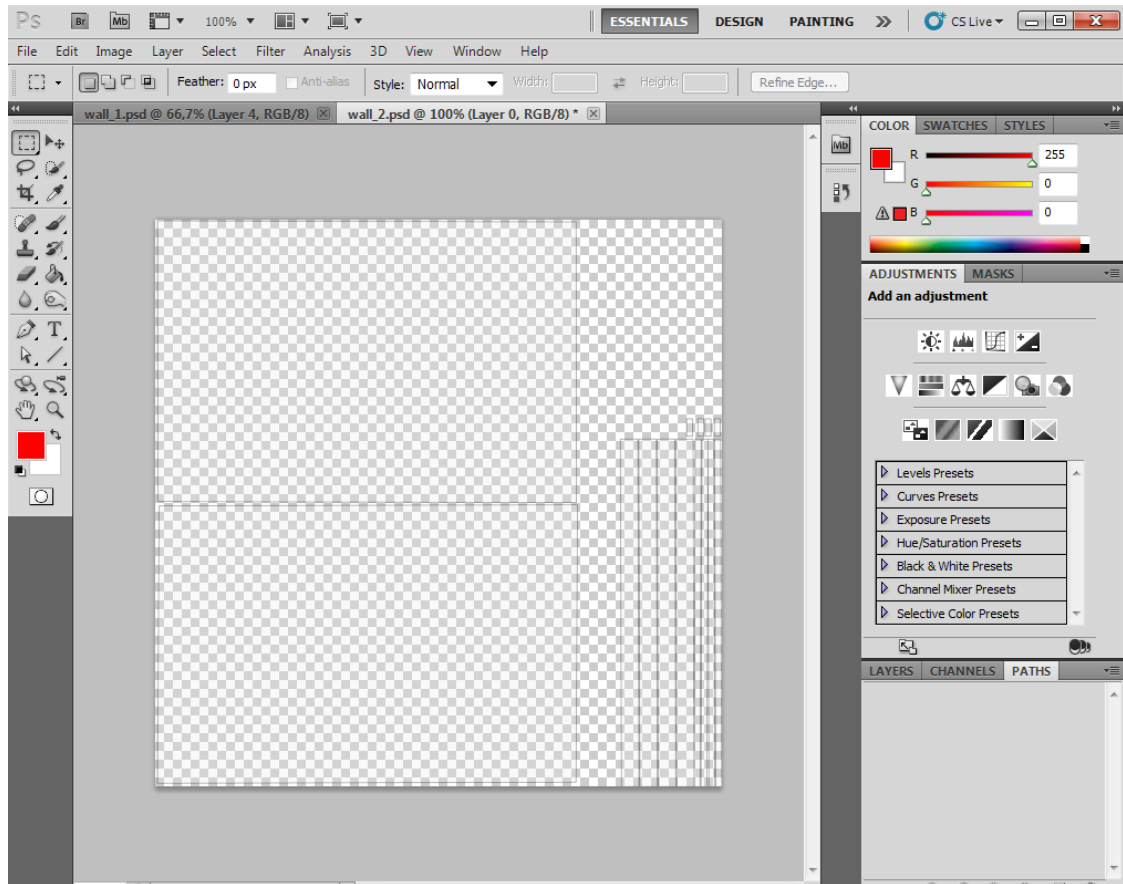 Ps Br Mb 100% ESSENTIALS DESIGN PAINTING CS Live
File Edit Image Layer Select Filter Analysis 3D View Window Help
Feather: 0 px Anti-alias Style: Normal Width: Height: Refine Edge...
wall_1.psd @ 66,7% (Layer 4, RGB/8) wall_2.psd @ 100% (Layer 0, RGB/8) *
Mb
COLOR SWATCHES STYLES
R 255
G 0
B 0
ADJUSTMENTS MASKS
Add an adjustment
Levels Presets
Curves Presets
Exposure Presets
Hue/Saturation Presets
Black & White Presets
Channel Mixer Presets
Selective Color Presets
LAYERS CHANNELS PATHS